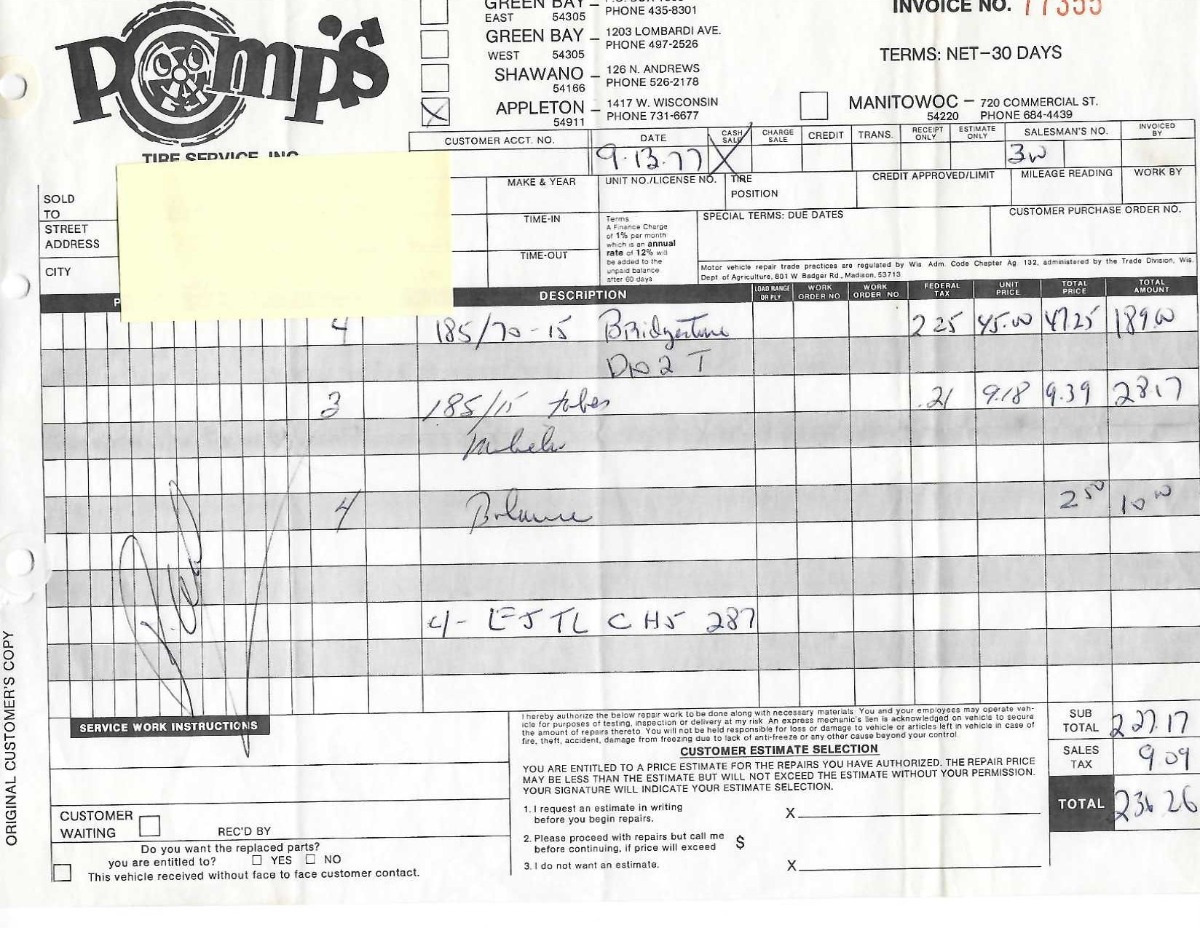 GREEN BAY
EAST 54305
PHONE 435-8301
GREEN BAY – 1203 LOMBARDI AVE.
WEST 54305 PHONE 497-2526
SHAWANO – 126 N. ANDREWS
54166 PHONE 526-2178
APPLETON – 1417 W. WISCONSIN
54911 PHONE 731-6677
Pomp's
TIRE SERVICE, INC.
INVOICE NO. 77355
TERMS: NET-30 DAYS
MANITOWOC – 720 COMMERCIAL ST.
54220 PHONE 684-4439
CUSTOMER ACCT. NO. DATE CASH SALE CHARGE SALE CREDIT TRANS. RECEIPT ONLY ESTIMATE ONLY SALESMAN'S NO. INVOICED BY
9-13-77 X 3W
MAKE & YEAR UNIT NO./LICENSE NO. TIRE POSITION CREDIT APPROVED/LIMIT MILEAGE READING WORK BY
SOLD TO
STREET ADDRESS
CITY
TIME-IN
TIME-OUT
Terms
A Finance Charge
of 1% per month
which is an annual
rate of 12% will
be added to the
unpaid balance
after 60 days
SPECIAL TERMS: DUE DATES CUSTOMER PURCHASE ORDER NO.
Motor vehicle repair trade practices are regulated by Wis. Adm. Code Chapter Ag. 132, administered by the Trade Division, Wis.
Dept of Agriculture, 801 W Badger Rd., Madison, 53713
DESCRIPTION LOAD RANGE OR PLY WORK ORDER NO WORK ORDER NO FEDERAL TAX UNIT PRICE TOTAL PRICE TOTAL AMOUNT
4 185/70-15 Bridgestone 2 25 45.00 47.25 189.00
3 185/15 tubes .21 9.18 9.39 28.17
4 Balance 2 50 10 00
ORIGINAL CUSTOMER'S COPY
SERVICE WORK INSTRUCTIONS
I hereby authorize the below repair work to be done along with necessary materials. You and your employees may operate veh-
icle for purposes of testing, inspection or delivery at my risk. An express mechanic's lien is acknowledged on vehicle to secure
the amount of repairs thereto. You will not be held responsible for loss or damage to vehicle or articles left in vehicle in case of
fire, theft, accident, damage from freezing due to lack of anti-freeze or any other cause beyond your control.
SUB TOTAL 227.17
SALES TAX 9 09
TOTAL 236 26
CUSTOMER ESTIMATE SELECTION
YOU ARE ENTITLED TO A PRICE ESTIMATE FOR THE REPAIRS YOU HAVE AUTHORIZED. THE REPAIR PRICE
MAY BE LESS THAN THE ESTIMATE BUT WILL NOT EXCEED THE ESTIMATE WITHOUT YOUR PERMISSION.
YOUR SIGNATURE WILL INDICATE YOUR ESTIMATE SELECTION.
1. I request an estimate in writing
before you begin repairs. X
2. Please proceed with repairs but call me
before continuing, if price will exceed $
3. I do not want an estimate. X
CUSTOMER WAITING
REC'D BY
Do you want the replaced parts?
you are entitled to? YES NO
This vehicle received without face to face customer contact.